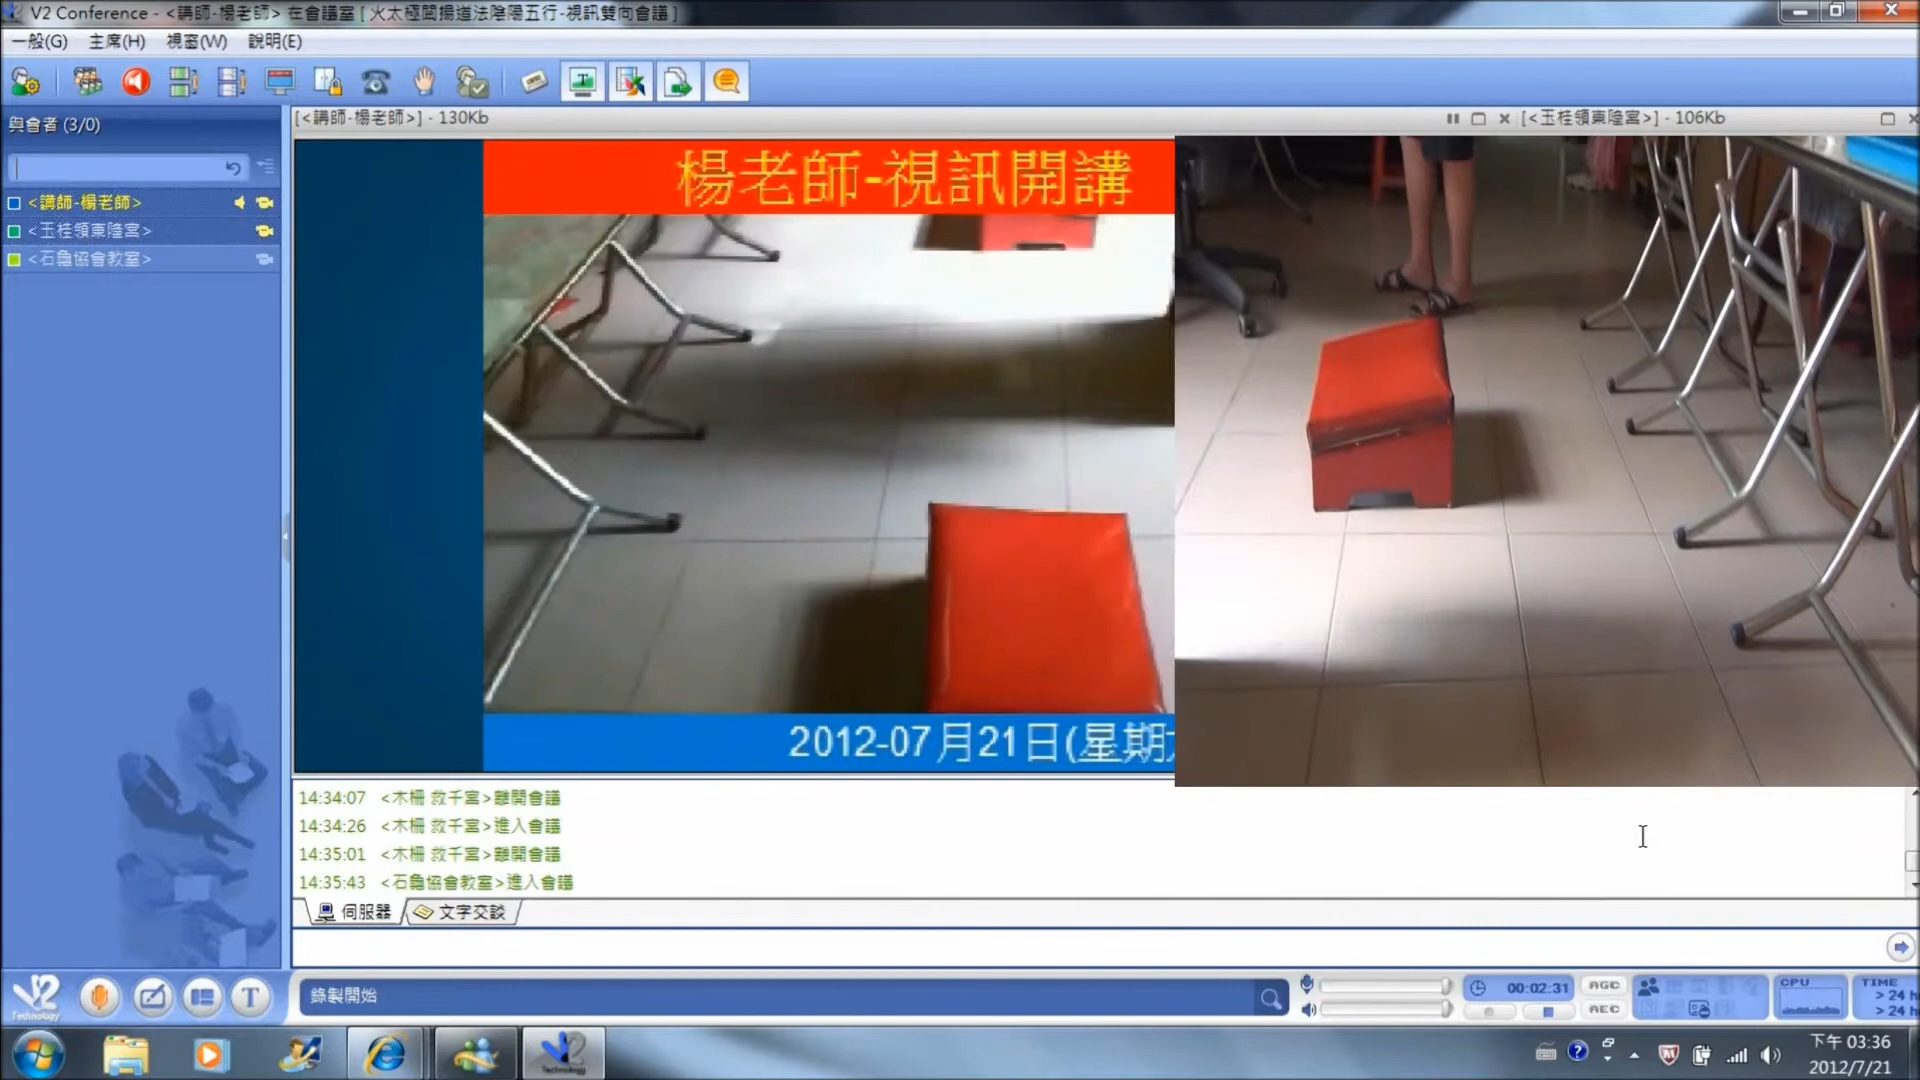 V2 Conference - <講師-楊老師> 在會議室 [ 火太極闆揚道法陰陽五行-視訊雙向會議 ]
一般(G) 主席(H) 視窗(W) 說明(E)
與會者 (3/0)
[<講師-楊老師>] - 130Kb
[<玉桂領東隆宮>] - 106Kb
<講師-楊老師>
<玉桂領東隆宮>
<石龜協會教室>
楊老師-視訊開講
2012-07月21日(星期
14:34:07 <木柵 救千宮>離開會議
14:34:26 <木柵 救千宮>進入會議
14:35:01 <木柵 救千宮>離開會議
14:35:43 <石龜協會教室>進入會議
伺服器 文字交談
V2 Technology
T
錄製開始
00:02:31
AGC
AEC
CPU
TIME
> 24 h
> 24 h
V2 Technology
下午 03:36
2012/7/21